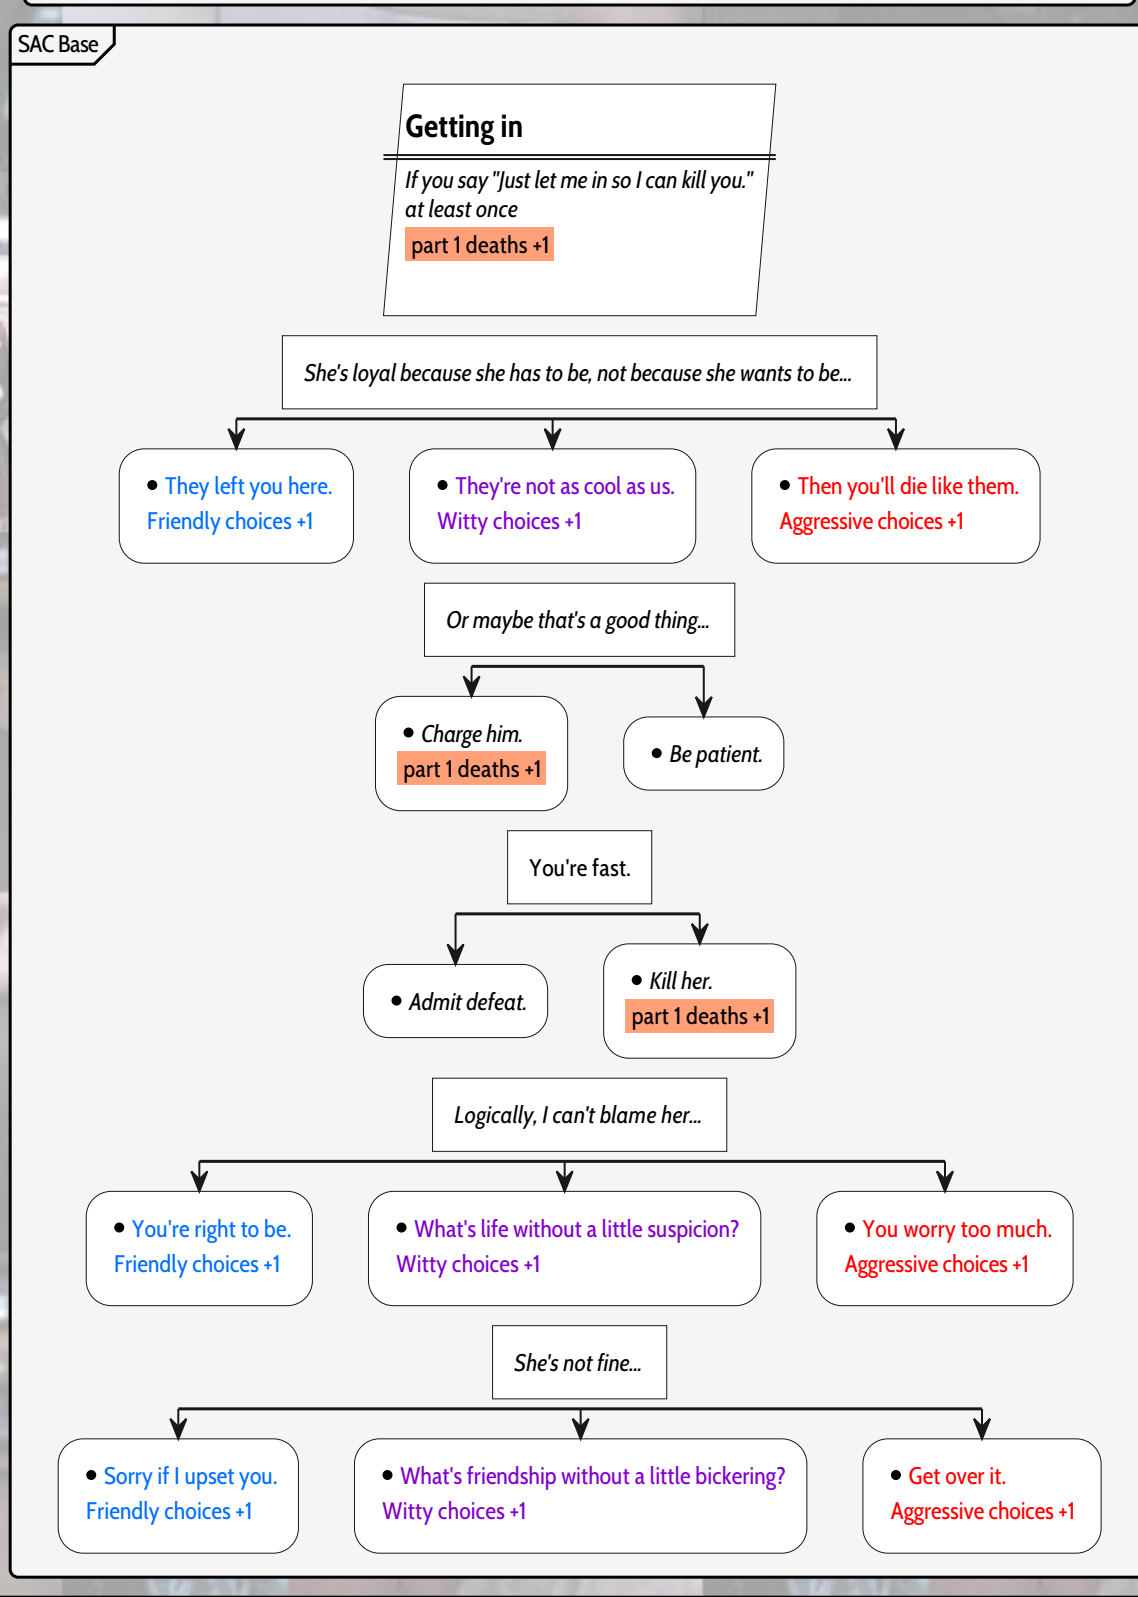 SAC Base
Getting in
If you say "Just let me in so I can kill you."
at least once
part 1 deaths +1
She's loyal because she has to be, not because she wants to be...
• They left you here.
Friendly choices +1
• They're not as cool as us.
Witty choices +1
• Then you'll die like them.
Aggressive choices +1
Or maybe that's a good thing...
• Charge him.
part 1 deaths +1
• Be patient.
You're fast.
• Admit defeat.
• Kill her.
part 1 deaths +1
Logically, I can't blame her...
• You're right to be.
Friendly choices +1
• What's life without a little suspicion?
Witty choices +1
• You worry too much.
Aggressive choices +1
She's not fine...
• Sorry if I upset you.
Friendly choices +1
• What's friendship without a little bickering?
Witty choices +1
• Get over it.
Aggressive choices +1